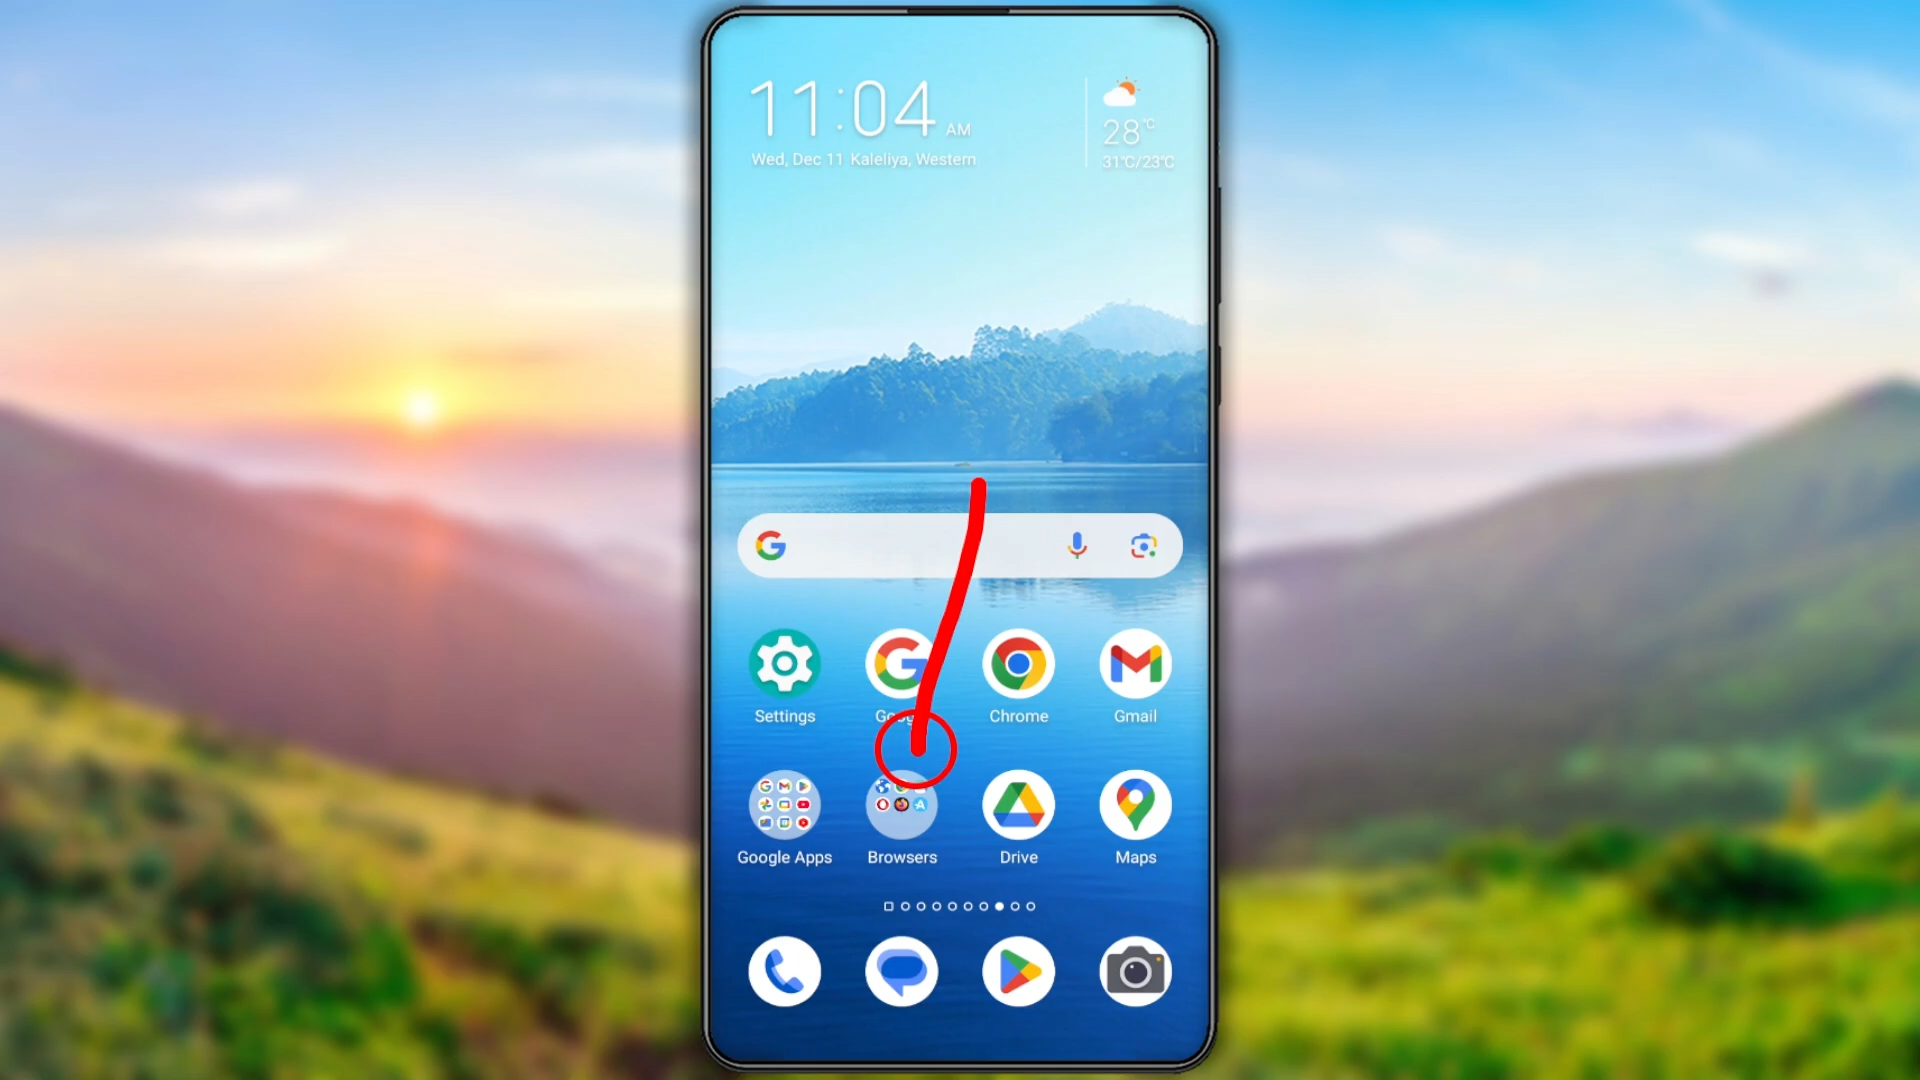 11:04 AM
Wed, Dec 11 Kaleliya, Western
28°C
31°C/23°C
Settings
Chrome
Gmail
Google Apps
Browsers
Drive
Maps